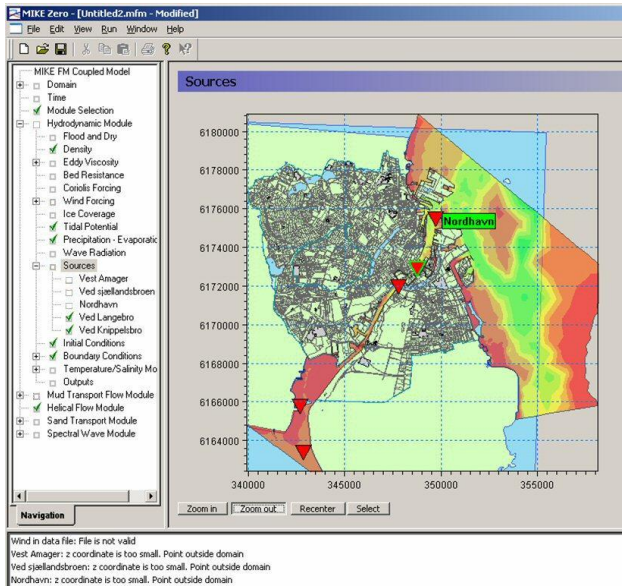 MIKE Zero - [Untitled2.mfm - Modified]
File Edit View Run Window Help
MIKE FM Coupled Model
Domain
Time
Module Selection
Hydrodynamic Module
Flood and Dry
Density
Eddy Viscosity
Bed Resistance
Coriolis Forcing
Wind Forcing
Ice Coverage
Tidal Potential
Precipitation - Evaporatic
Wave Radiation
Sources
Vest Amager
Ved sjællandsbroen
Nordhavn
Ved Langebro
Ved Knippelsbro
Initial Conditions
Boundary Conditions
Temperature/Salinity Mo
Outputs
Mud Transport Flow Module
Helical Flow Module
Sand Transport Module
Spectral Wave Module
Navigation
Sources
6180000
6178000
6176000
6174000
6172000
6170000
6168000
6166000
6164000
340000 345000 350000 355000
Nordhavn
Zoom in Zoom out Recenter Select
Wind in data file: File is not valid
Vest Amager: z coordinate is too small. Point outside domain
Ved sjællandsbroen: z coordinate is too small. Point outside domain
Nordhavn: z coordinate is too small. Point outside domain